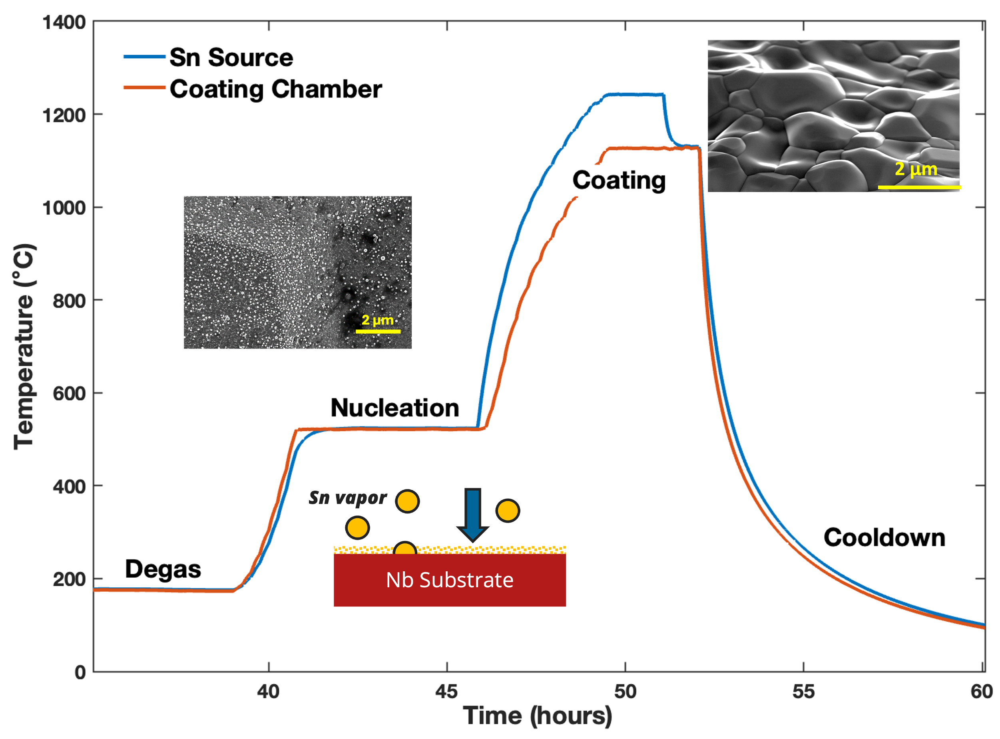 1400
1200
1000
800
600
400
200
0
Temperature (°C)
Sn Source
Coating Chamber
2 μm
Coating
2 μm
Nucleation
Sn vapor
Nb Substrate
Degas
Cooldown
40
45
50
55
60
Time (hours)